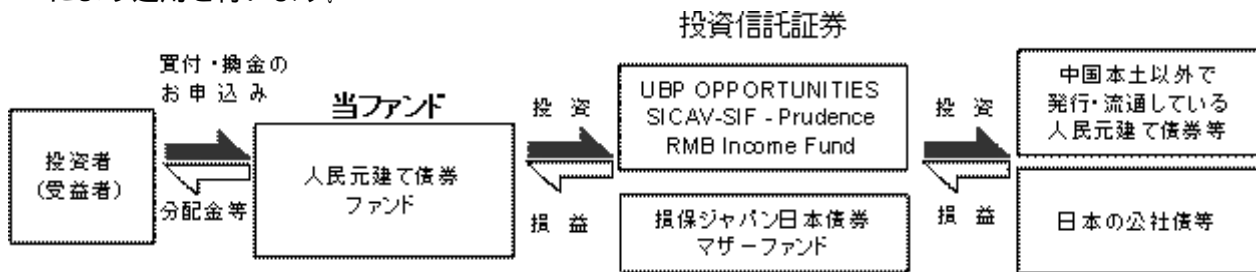 投資信託証券
買付・換金の
お申込み
投資者
(受益者)
分配金等
当ファンド
人民元建て債券
ファンド
投 資
損 益
UBP OPPORTUNITIES
SICAV-SIF - Prudence
RMB Income Fund
損保ジャパン日本債券
マザーファンド
投 資
損 益
中国本土以外で
発行・流通している
人民元建て債券等
日本の公社債等